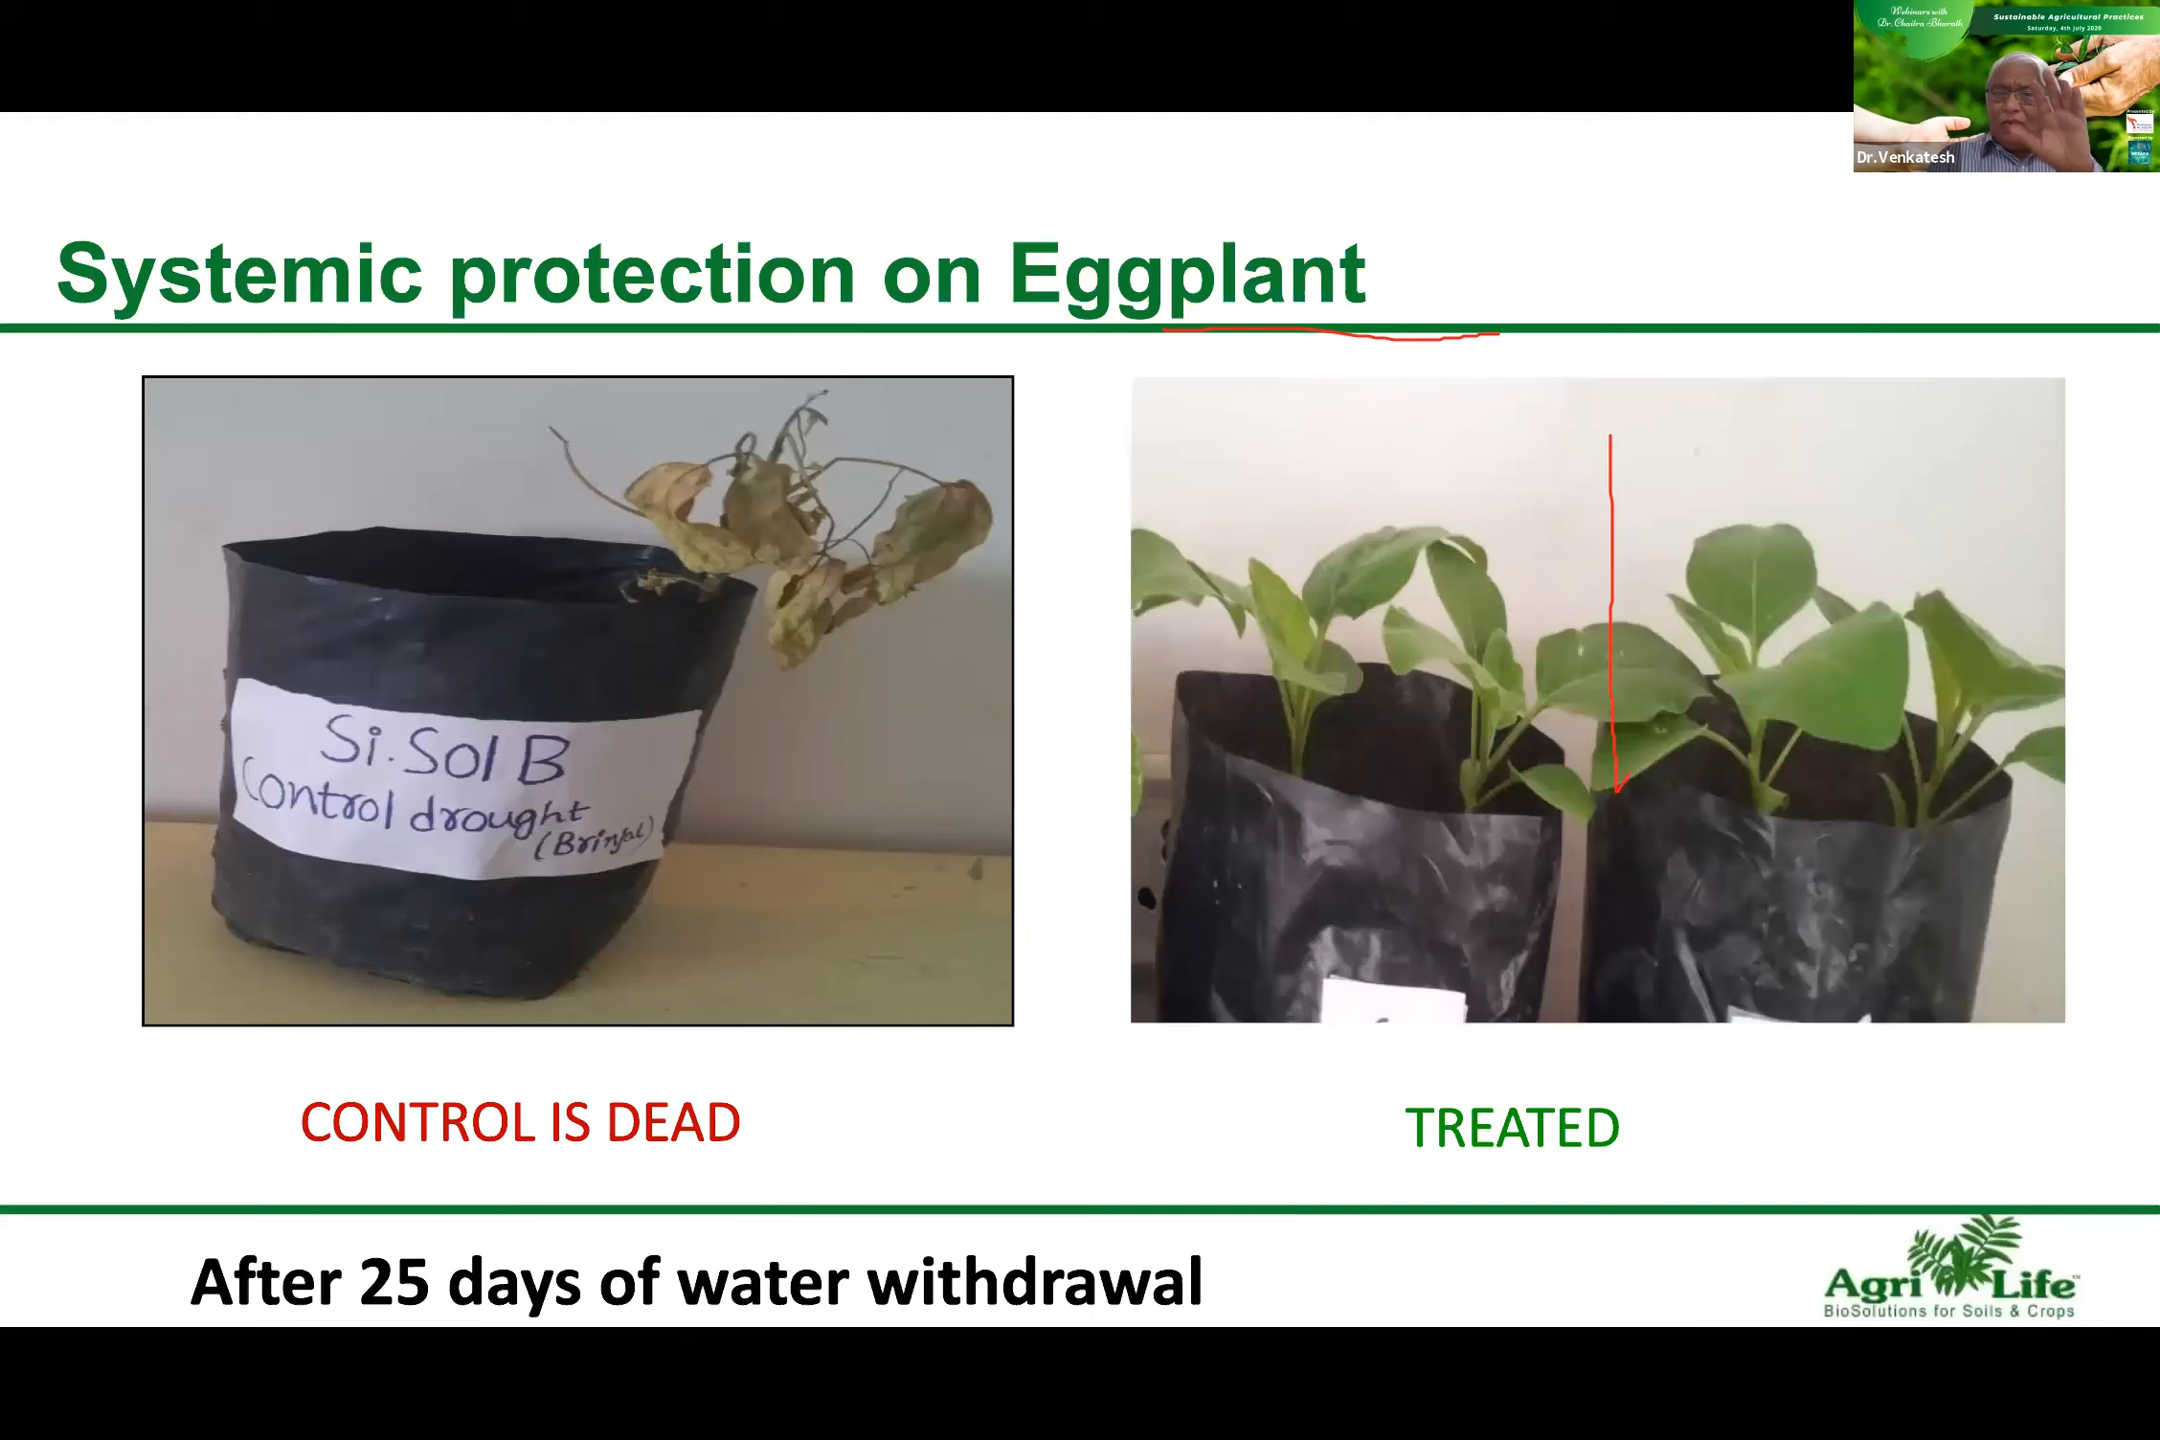 Webinars with
Dr. Chaitra Bharath
Sustainable Agricultural Practices
Saturday, 4th July 2020
Dr.Venkatesh
Systemic protection on Eggplant
Si.Sol B
Control drought
(Brinjal)
CONTROL IS DEAD
TREATED
After 25 days of water withdrawal
Agri Life™
BioSolutions for Soils & Crops